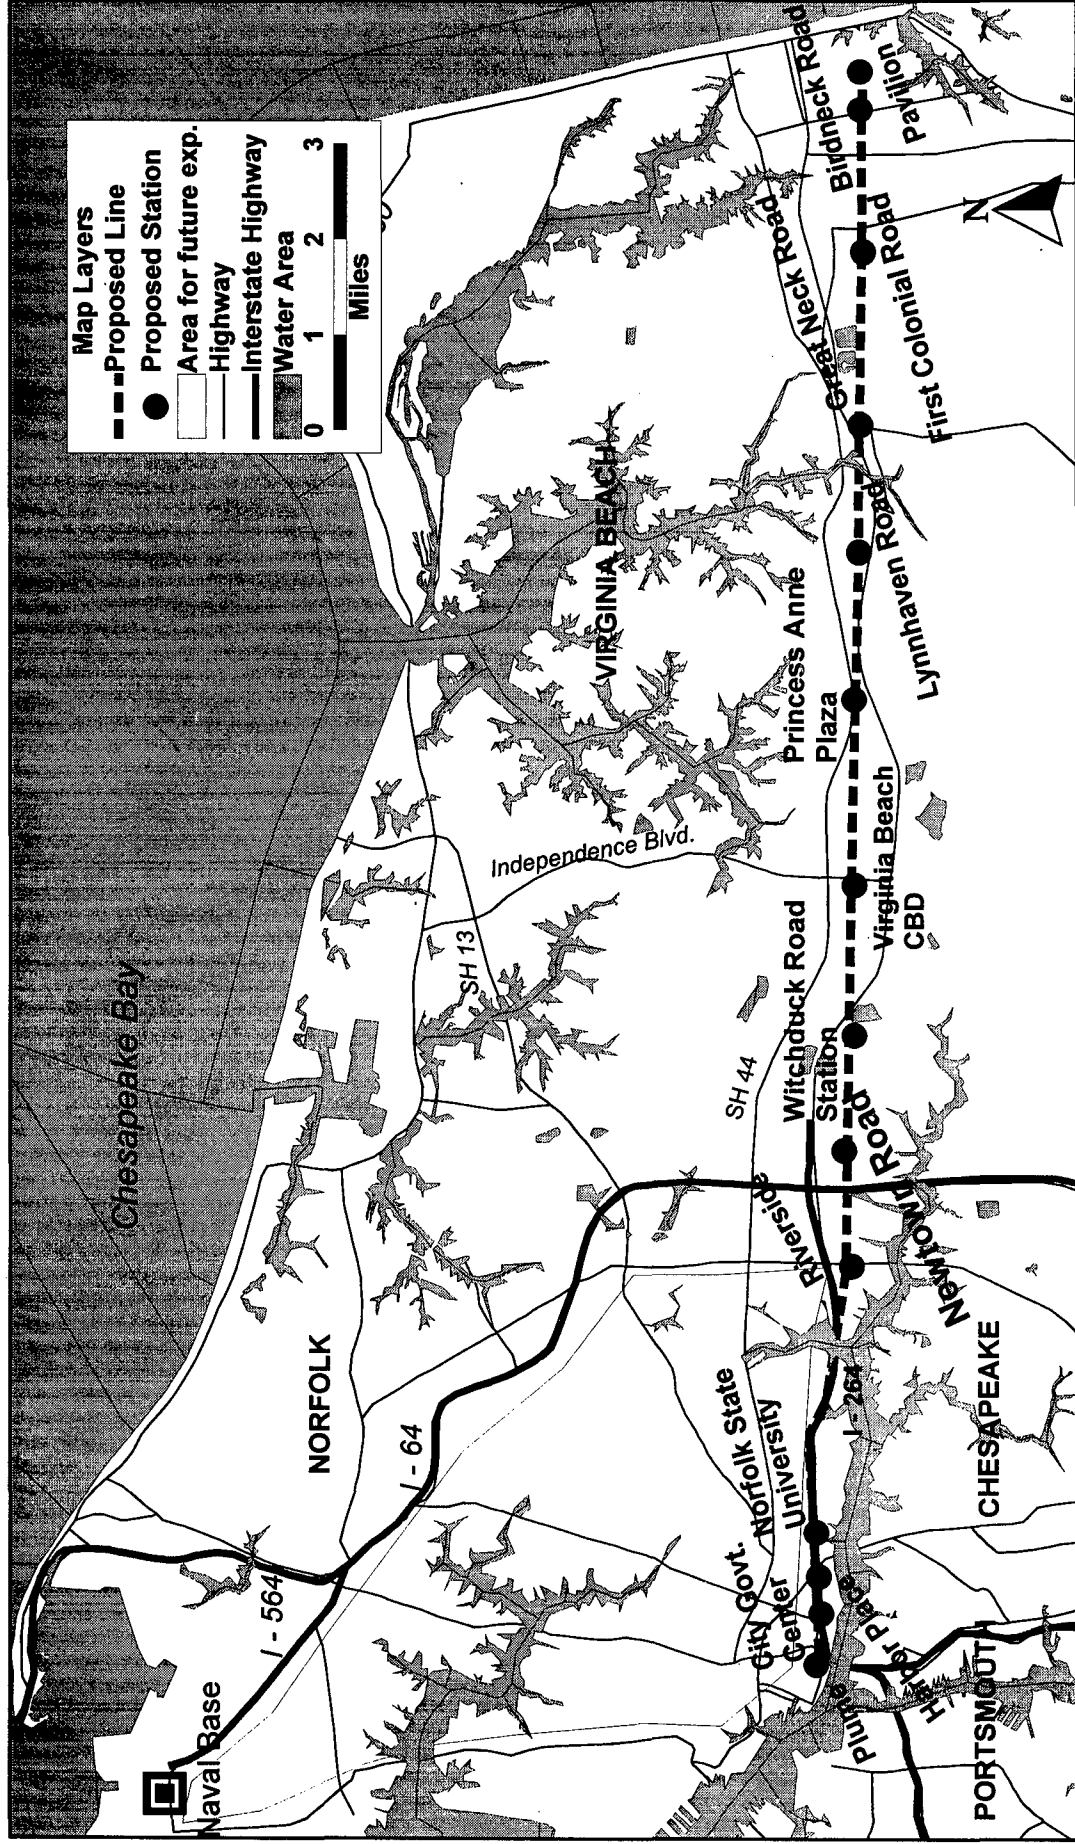 Map Layers
Proposed Line
Proposed Station
Area for future exp.
Highway
Interstate Highway
Water Area
0 1 2 3
Miles
Chesapeake Bay
Naval Base
I - 564
NORFOLK
I - 64
SH 13
Independence Blvd.
VIRGINIA BEACH
SH 44
City Govt.
Center
Norfolk State
University
Riverside
Witchduck Road
Station
Princess Anne
Plaza
Great Neck Road
Birdneck Road
Plume
Harbor Place
I - 264
Newtown Road
Virginia Beach
CBD
Lynnhaven Road
First Colonial Road
Pavilion
N
PORTSMOUTH
CHESAPEAKE